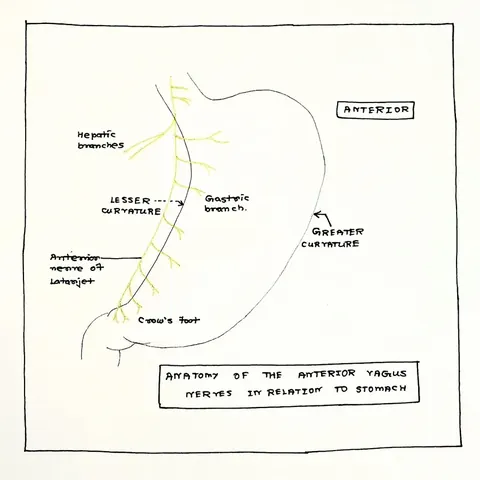 ANTERIOR
Hepatic
branches
LESSER
CURVATURE
Gastric
branch.
GREATER
CURVATURE
Anterior
nerve of
Latarjet
Crow's foot
ANATOMY OF THE ANTERIOR VAGUS
NERVES IN RELATION TO STOMACH